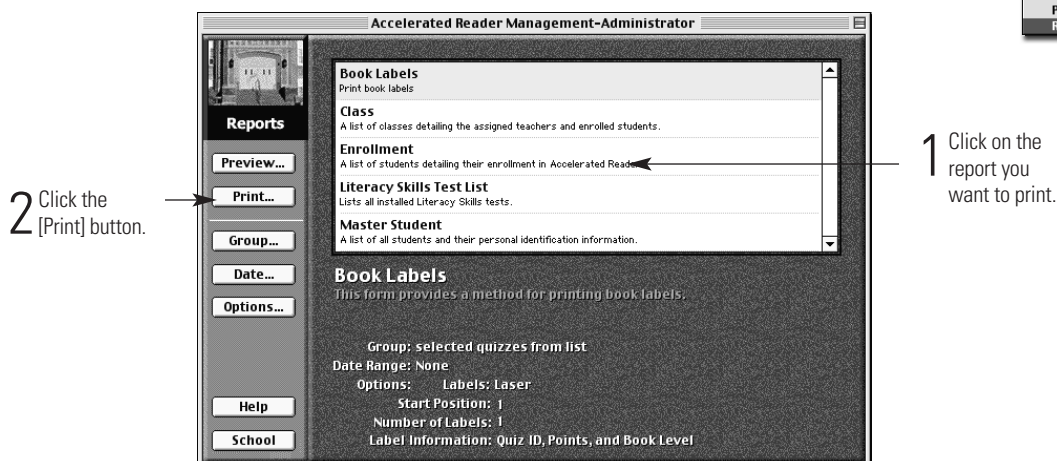 Accelerated Reader Management-Administrator
Reports
Preview...
Print...
Group...
Date...
Options...
Help
School
Book Labels
Print book labels
Class
A list of classes detailing the assigned teachers and enrolled students.
Enrollment
A list of students detailing their enrollment in Accelerated Reade
Literacy Skills Test List
Lists all installed Literacy Skills tests.
Master Student
A list of all students and their personal identification information.
Book Labels
This form provides a method for printing book labels.
Group: selected quizzes from list
Date Range: None
Options: Labels: Laser
Start Position: 1
Number of Labels: 1
Label Information: Quiz ID, Points, and Book Level
1 Click on the
report you
want to print.
2 Click the
[Print] button.